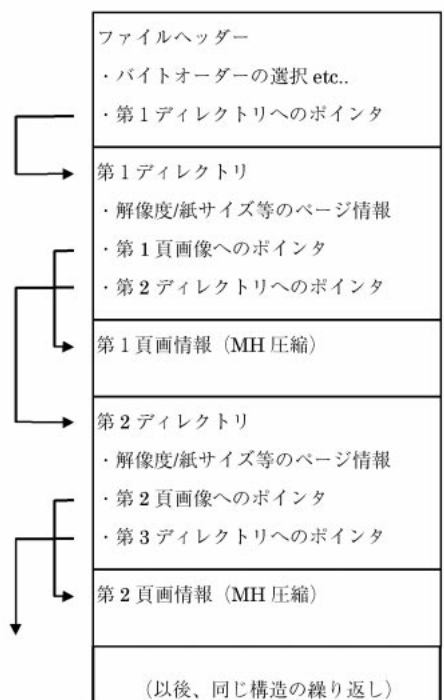 ファイルヘッダー
・バイトオーダーの選択 etc..
・第1ディレクトリへのポインタ
第1ディレクトリ
・解像度/紙サイズ等のページ情報
・第1頁画像へのポインタ
・第2ディレクトリへのポインタ
第1頁画情報（MH 圧縮）
第2ディレクトリ
・解像度/紙サイズ等のページ情報
・第2頁画像へのポインタ
・第3ディレクトリへのポインタ
第2頁画情報（MH 圧縮）
（以後、同じ構造の繰り返し）